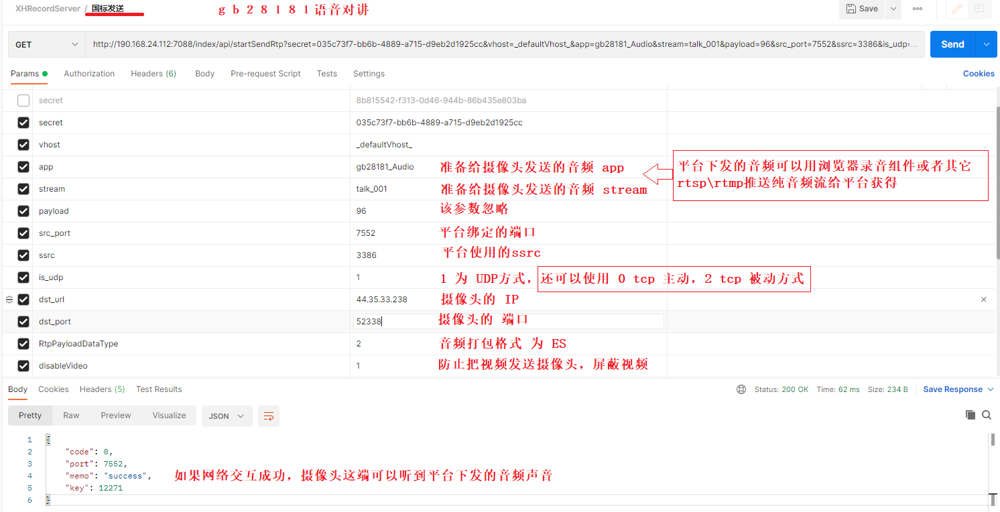 XHRecordServer / 国标发送
gb28181语音对讲
Save
GET
http://190.168.24.112:7088/index/api/startSendRtp?secret=035c73f7-bb6b-4889-a715-d9eb2d1925cc&vhost=_defaultVhost_&app=gb28181_Audio&stream=talk_001&payload=96&src_port=7552&ssrc=3386&is_udp=...
Send
Params Authorization Headers (6) Body Pre-request Script Tests Settings
Cookies
secret 8b815542-f313-0d46-944b-86b435e803ba
secret 035c73f7-bb6b-4889-a715-d9eb2d1925cc
vhost _defaultVhost_
app gb28181_Audio 准备给摄像头发送的音频 app
平台下发的音频可以用浏览器录音组件或者其它
rtsp\rtmp推送纯音频流给平台获得
stream talk_001 准备给摄像头发送的音频 stream
payload 96 该参数忽略
src_port 7552 平台绑定的端口
ssrc 3386 平台使用的ssrc
is_udp 1 1 为 UDP方式，还可以使用 0 tcp 主动，2 tcp 被动方式
dst_url 44.35.33.238 摄像头的 IP
dst_port 52338 摄像头的 端口
RtpPayloadDataType 2 音频打包格式 为 ES
disableVideo 1 防止把视频发送摄像头，屏蔽视频
Body Cookies Headers (5) Test Results
Status: 200 OK Time: 62 ms Size: 234 B Save Response
Pretty Raw Preview Visualize JSON
1 {
2 "code": 0,
3 "port": 7552,
4 "memo": "success", 如果网络交互成功，摄像头这端可以听到平台下发的音频声音
5 "key": 12271
6 }